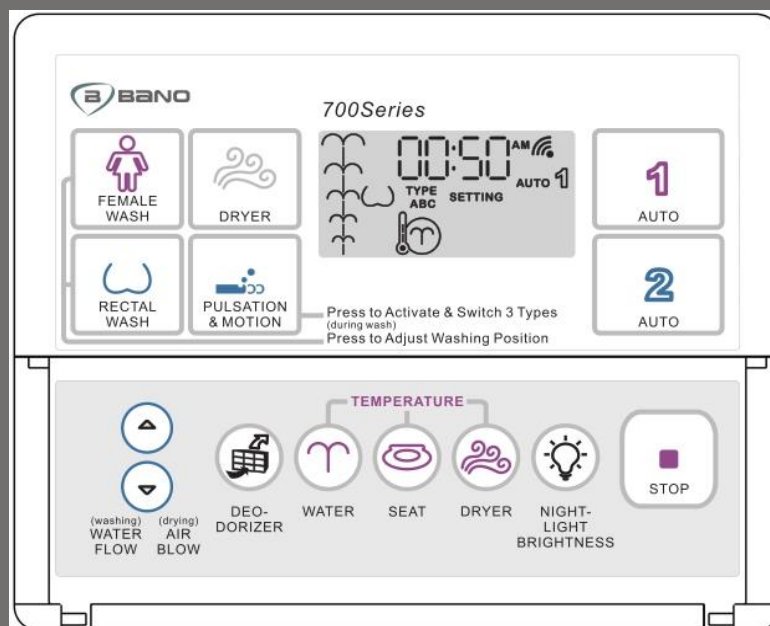 BANO
700Series
FEMALE
WASH
DRYER
00:50 AM
AUTO 1
TYPE
ABC
SETTING
1
AUTO
RECTAL
WASH
PULSATION
& MOTION
2
AUTO
Press to Activate & Switch 3 Types
(during wash)
Press to Adjust Washing Position
TEMPERATURE
(washing)
WATER
FLOW
(drying)
AIR
BLOW
DEO-
DORIZER
WATER
SEAT
DRYER
NIGHT-
LIGHT
BRIGHTNESS
STOP